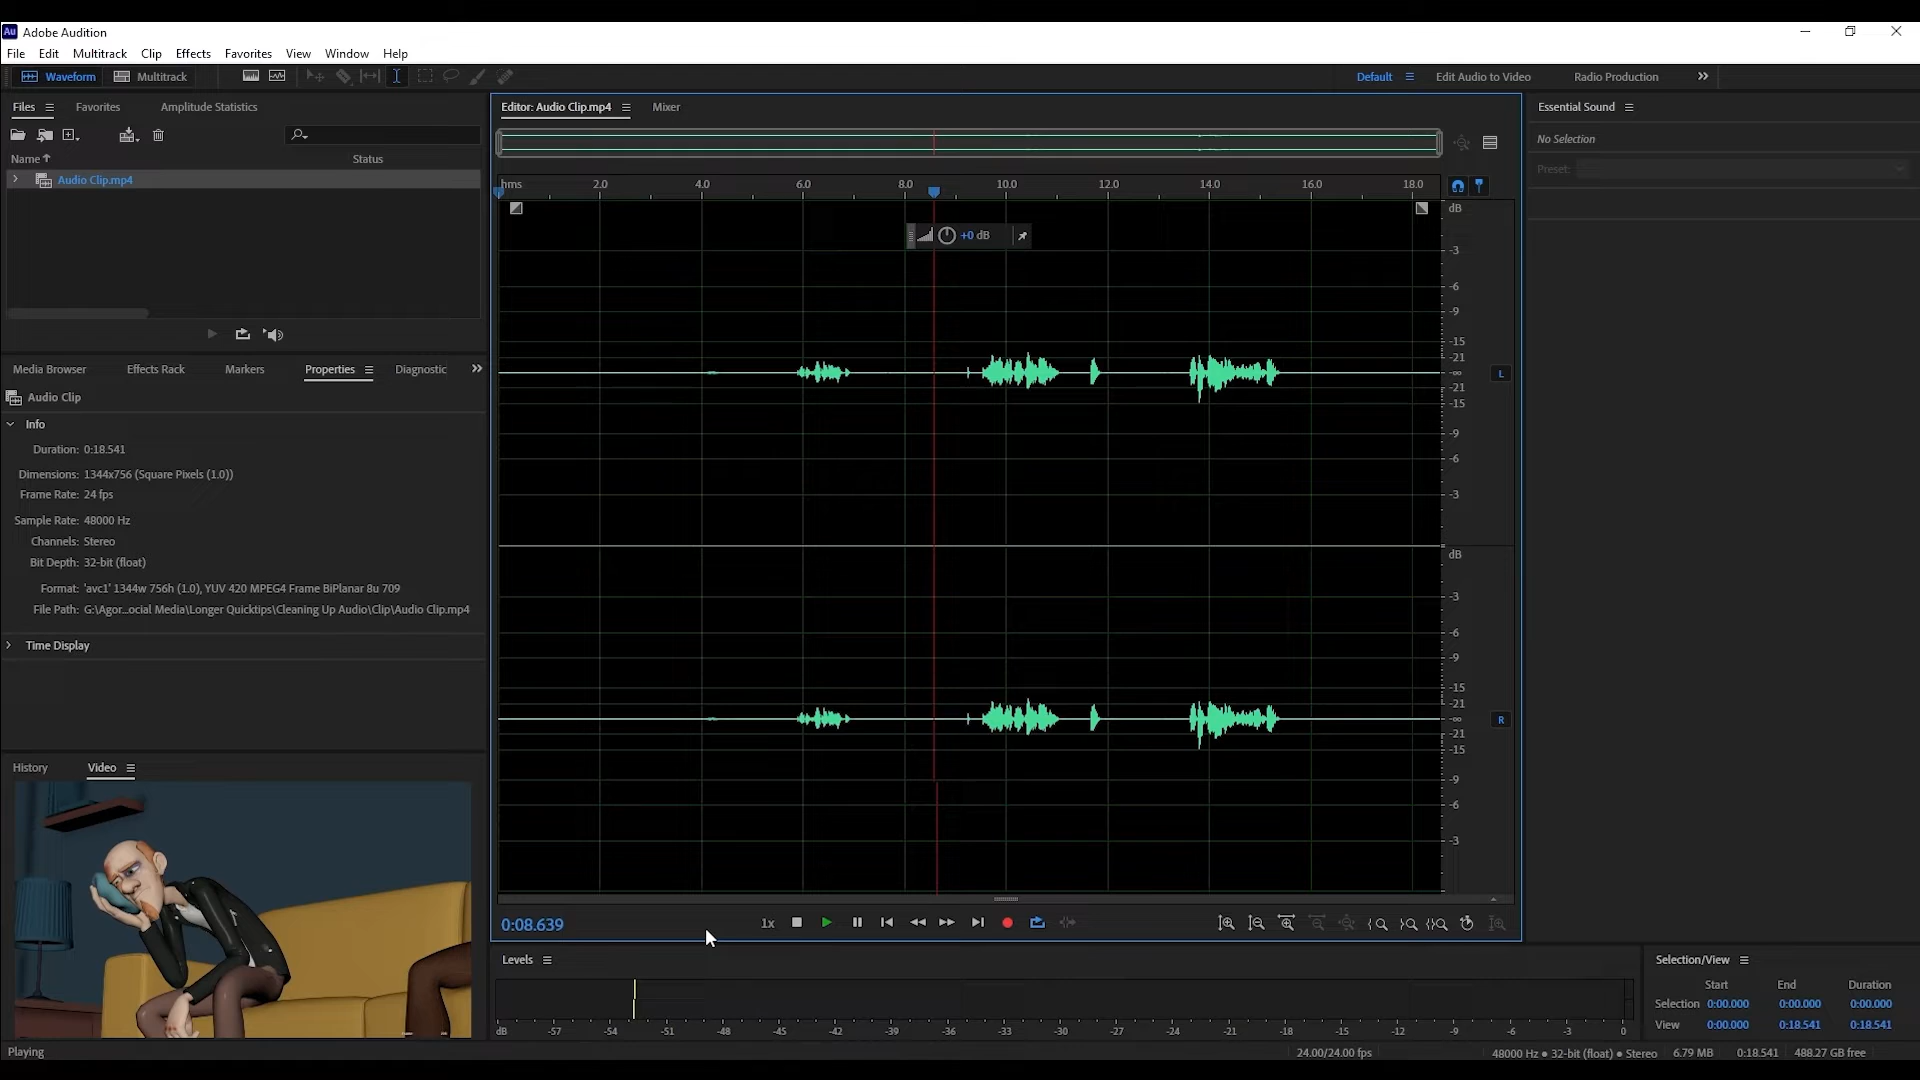 Au Adobe Audition
File Edit Multitrack Clip Effects Favorites View Window Help
Waveform Multitrack Default Edit Audio to Video Radio Production
Files Favorites Amplitude Statistics
Name Status
Audio Clip.mp4
Media Browser Effects Rack Markers Properties Diagnostic
Audio Clip
Info
Duration: 0:18.541
Dimensions: 1344x756 (Square Pixels (1.0))
Frame Rate: 24 fps
Sample Rate: 48000 Hz
Channels: Stereo
Bit Depth: 32-bit (float)
Format: 'avc1' 1344w 756h (1.0), YUV 420 MPEG4 Frame BiPlanar 8u 709
File Path: G:\Agor...ocial Media\Longer Quicktips\Cleaning Up Audio\Clip\Audio Clip.mp4
Time Display
History Video
Editor: Audio Clip.mp4 Mixer
hms 2.0 4.0 6.0 8.0 10.0 12.0 14.0 16.0 18.0
+0 dB
dB
-3
-6
-9
-15
-21
-∞
-21
-15
-9
-6
-3
L
dB
-3
-6
-9
-15
-21
-∞
-21
-15
-9
-6
-3
R
0:08.639 1x
Levels
dB -57 -54 -51 -48 -45 -42 -39 -36 -33 -30 -27 -24 -21 -18 -15 -12 -9 -6 -3 0
Essential Sound
No Selection
Preset:
Selection/View
Start End Duration
Selection 0:00.000 0:00.000 0:00.000
View 0:00.000 0:18.541 0:18.541
Playing 24.00/24.00 fps 48000 Hz • 32-bit (float) • Stereo 6.79 MB 0:18.541 488.27 GB free